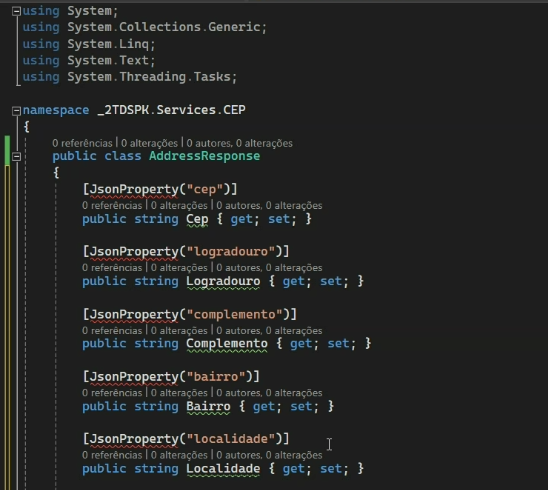 using System;
using System.Collections.Generic;
using System.Linq;
using System.Text;
using System.Threading.Tasks;
namespace _2TDSPK.Services.CEP
{
0 referências | 0 alterações | 0 autores, 0 alterações
public class AddressResponse
{
[JsonProperty("cep")]
0 referências | 0 alterações | 0 autores, 0 alterações
public string Cep { get; set; }
[JsonProperty("logradouro")]
0 referências | 0 alterações | 0 autores, 0 alterações
public string Logradouro { get; set; }
[JsonProperty("complemento")]
0 referências | 0 alterações | 0 autores, 0 alterações
public string Complemento { get; set; }
[JsonProperty("bairro")]
0 referências | 0 alterações | 0 autores, 0 alterações
public string Bairro { get; set; }
[JsonProperty("localidade")]
0 referências | 0 alterações | 0 autores, 0 alterações
public string Localidade { get; set; }